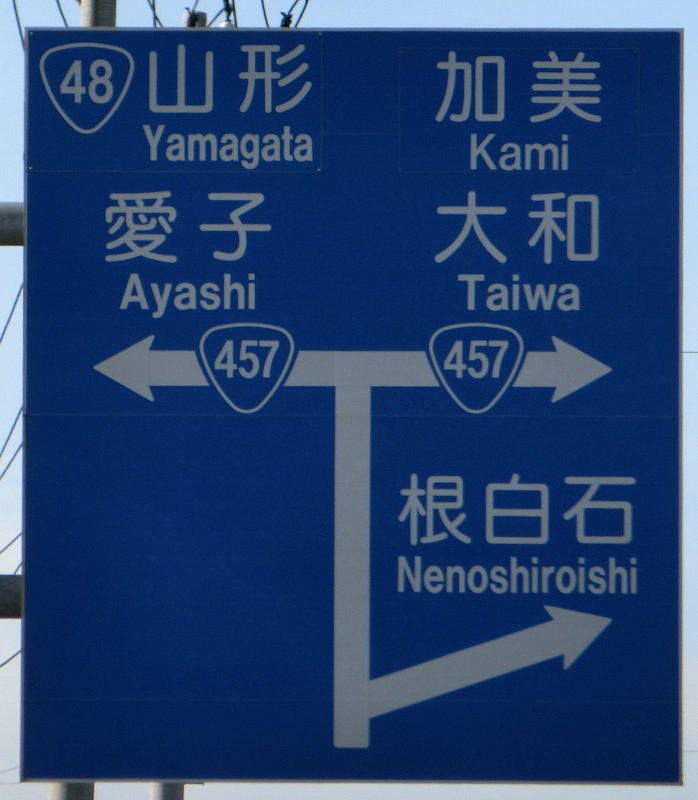 48 山形 加美
Yamagata Kami
愛子 大和
Ayashi Taiwa
457 457
根白石
Nenoshiroishi